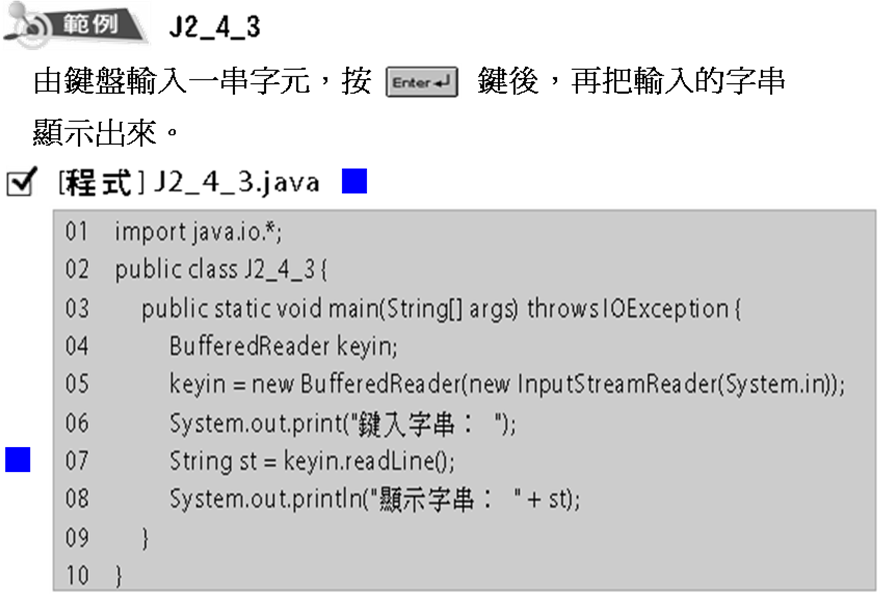 範例 J2_4_3
由鍵盤輸入一串字元，按 Enter 鍵後，再把輸入的字串
顯示出來。
[程式] J2_4_3.java
01 import java.io.*;
02 public class J2_4_3 {
03 public static void main(String[] args) throws IOException {
04 BufferedReader keyin;
05 keyin = new BufferedReader(new InputStreamReader(System.in));
06 System.out.print("鍵入字串： ");
07 String st = keyin.readLine();
08 System.out.println("顯示字串： " + st);
09 }
10 }